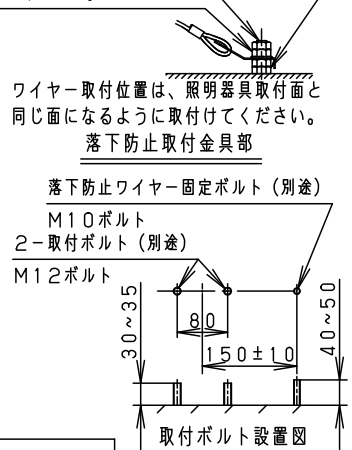 ワイヤー取付位置は、照明器具取付面と
同じ面になるように取付けてください。
落下防止取付金具部
落下防止ワイヤー固定ボルト(別途)
M10ボルト
2-取付ボルト(別途)
M12ボルト
80
150±10
30~35
40~50
取付ボルト設置図